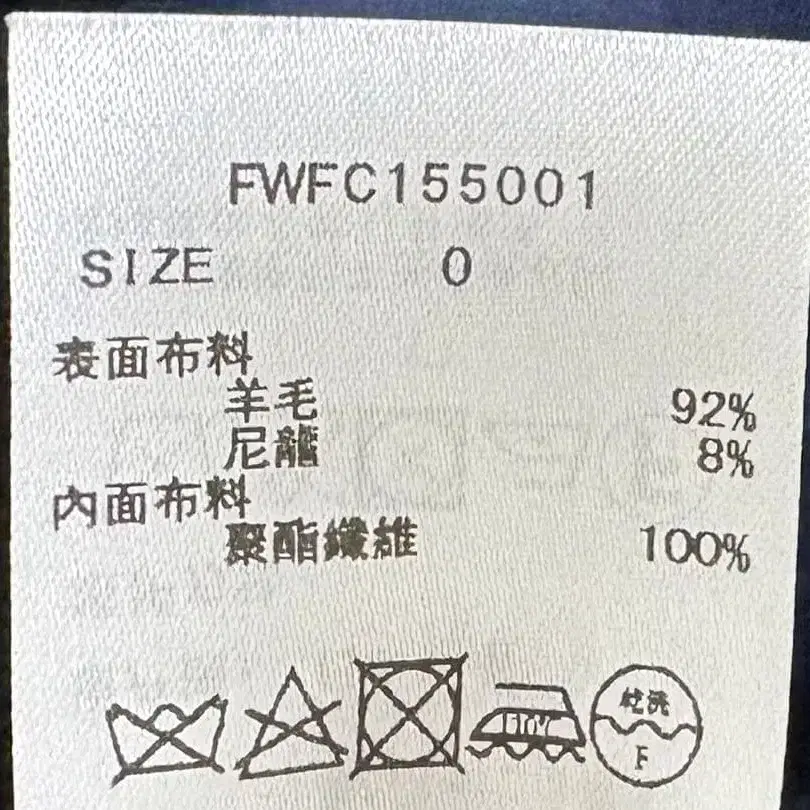 FWFC155001
SIZE 0
表面布料
羊毛 92%
尼龍 8%
內面布料
聚酯纖維 100%
110℃
乾洗
F